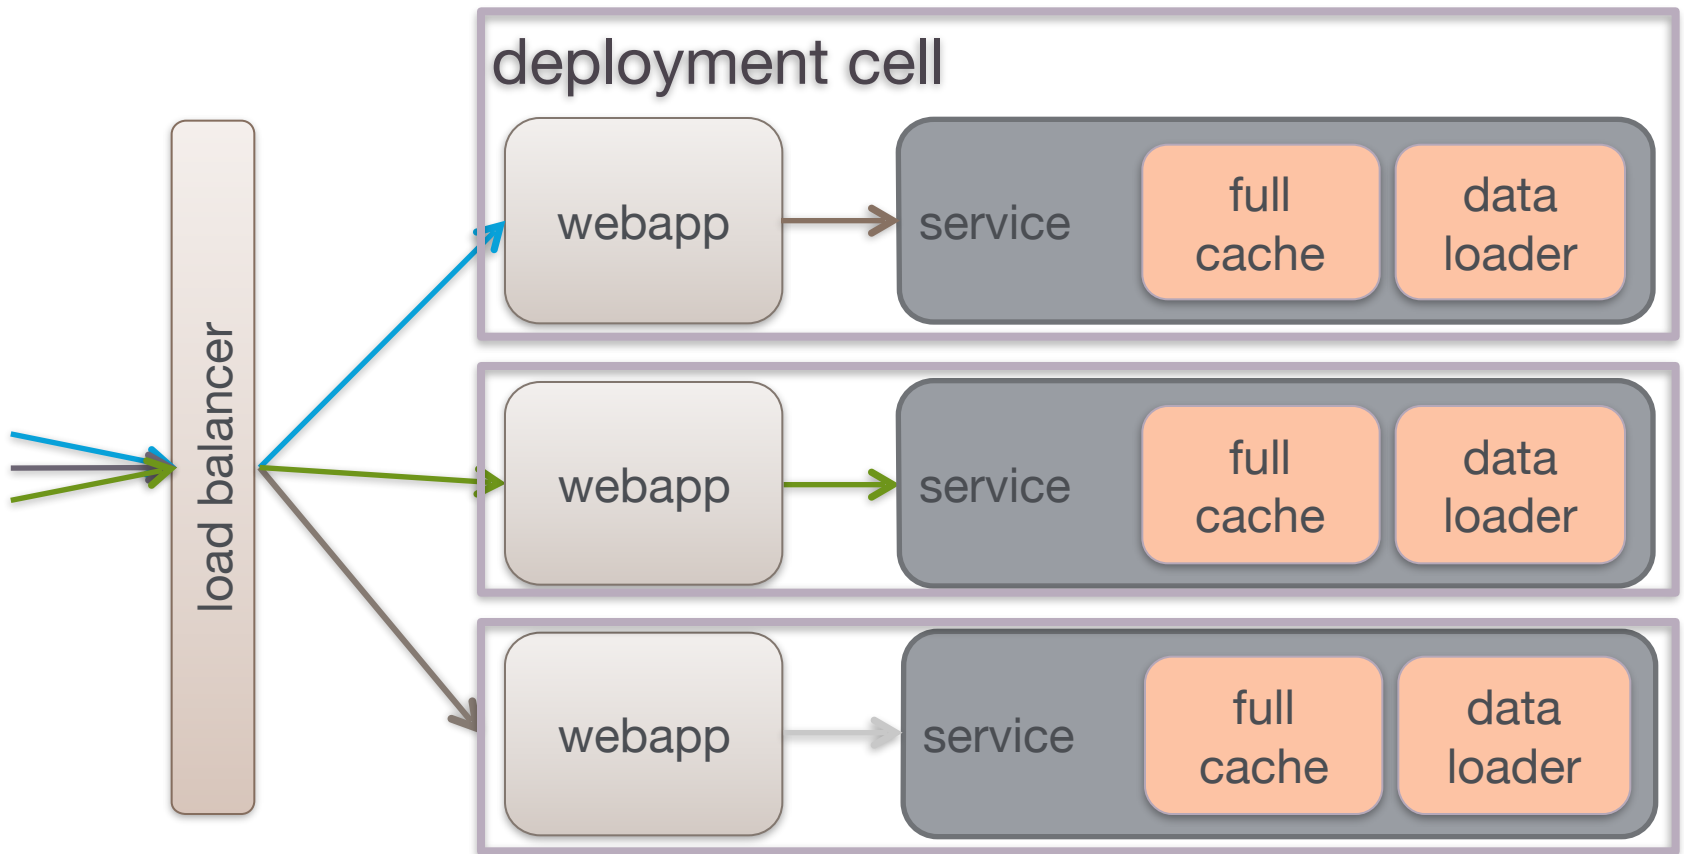 deployment cell
load balancer
webapp
service
full
cache
data
loader
webapp
service
full
cache
data
loader
webapp
service
full
cache
data
loader